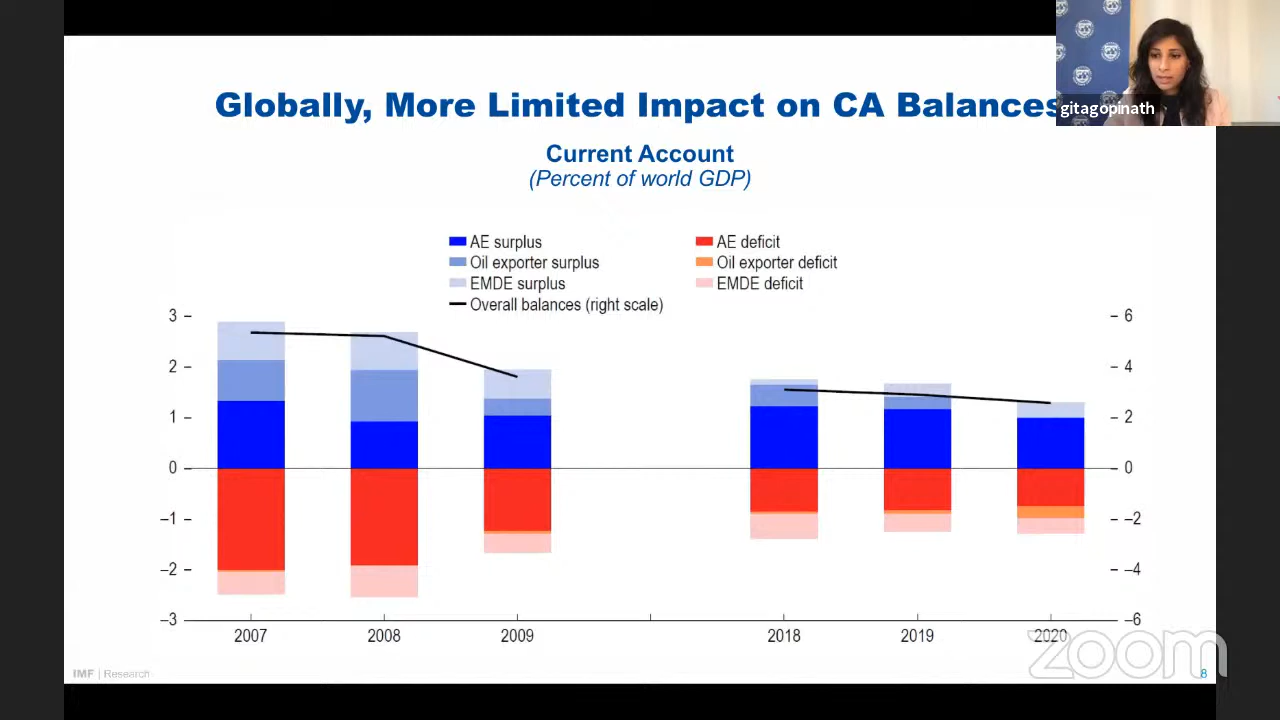 gitagopinath
Globally, More Limited Impact on CA Balances
Current Account
(Percent of world GDP)
AE surplus
AE deficit
Oil exporter surplus
Oil exporter deficit
EMDE surplus
EMDE deficit
Overall balances (right scale)
3
6
2
4
1
2
0
0
–1
–2
–2
–4
–3
–6
2007
2008
2009
2018
2019
2020
zoom
IMF | Research
8